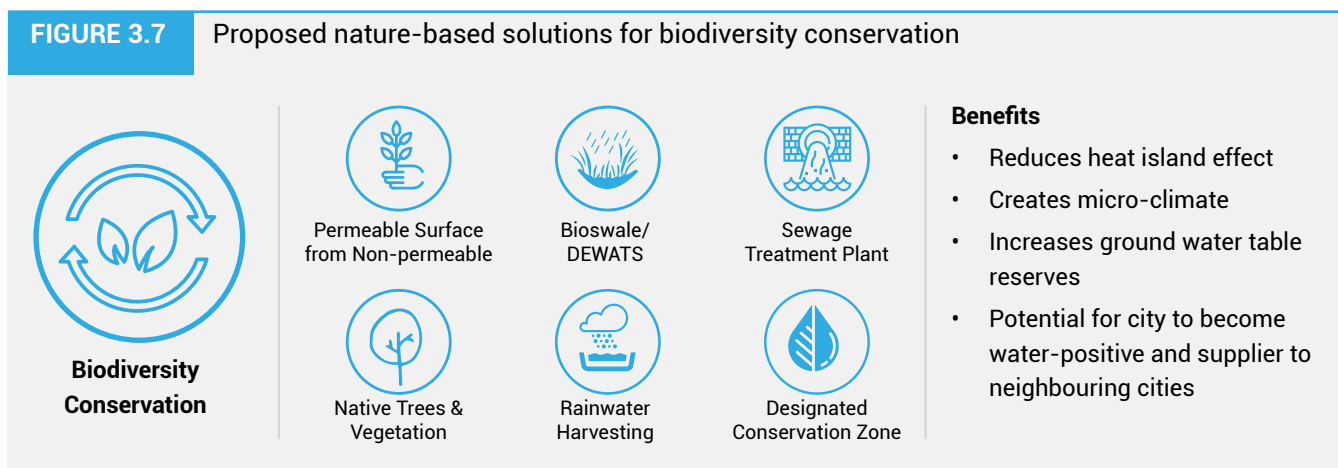 FIGURE 3.7
Proposed nature-based solutions for biodiversity conservation
Biodiversity
Conservation
Permeable Surface
from Non-permeable
Bioswale/
DEWATS
Sewage
Treatment Plant
Native Trees &
Vegetation
Rainwater
Harvesting
Designated
Conservation Zone
Benefits
• Reduces heat island effect
• Creates micro-climate
• Increases ground water table
reserves
• Potential for city to become
water-positive and supplier to
neighbouring cities